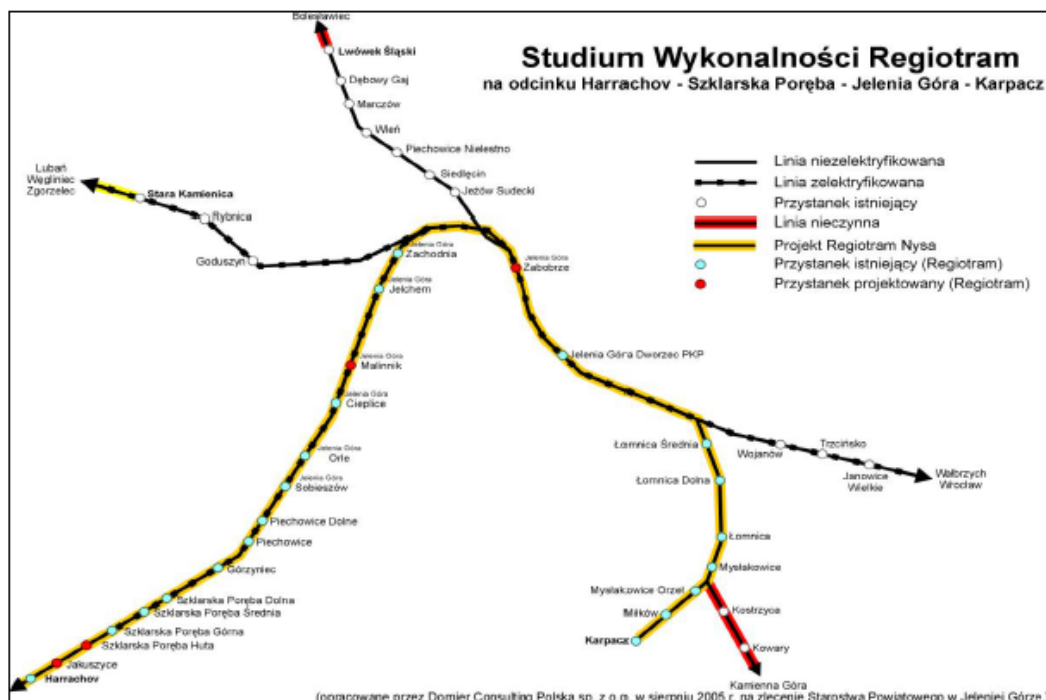 Studium Wykonalności Regiotram
na odcinku Harrachov - Szklarska Poręba - Jelenia Góra - Karpacz
Bolesławiec
Lwówek Śląski
Dębowy Gaj
Marczów
Wleń
Piechowice Nielestno
Siedlęcin
Jeżów Sudecki
Lubań
Węgliniec
Zgorzelec
Stara Kamienica
Rybnica
Goduszyn
Linia niezelektryfikowana
Linia zelektryfikowana
Przystanek istniejący
Linia nieczynna
Projekt Regiotram Nysa
Przystanek istniejący (Regiotram)
Przystanek projektowany (Regiotram)
Jelenia Góra
Zachodnia
Jelenia Góra
Jelchem
Jelenia Góra
Zabobrze
Jelenia Góra Dworzec PKP
Jelenia Góra
Malinnik
Jelenia Góra
Cieplice
Jelenia Góra
Orle
Jelenia Góra
Sobieszów
Piechowice Dolne
Piechowice
Górzyniec
Szklarska Poręba Dolna
Szklarska Poręba Średnia
Szklarska Poręba Górna
Szklarska Poręba Huta
Jakuszyce
Harrachov
Łomnica Średnia
Łomnica Dolna
Łomnica
Mysłakowice
Mysłakowice Orzeł
Miłków
Karpacz
Wojanów
Trzcińsko
Janowice
Wielkie
Wałbrzych
Wrocław
Kostrzyca
Kowary
Kamienna Góra
(opracowane przez Dornier Consulting Polska sp. z o.o. w sierpniu 2005 r. na zlecenie Starostwa Powiatowego w Jeleniej Górze